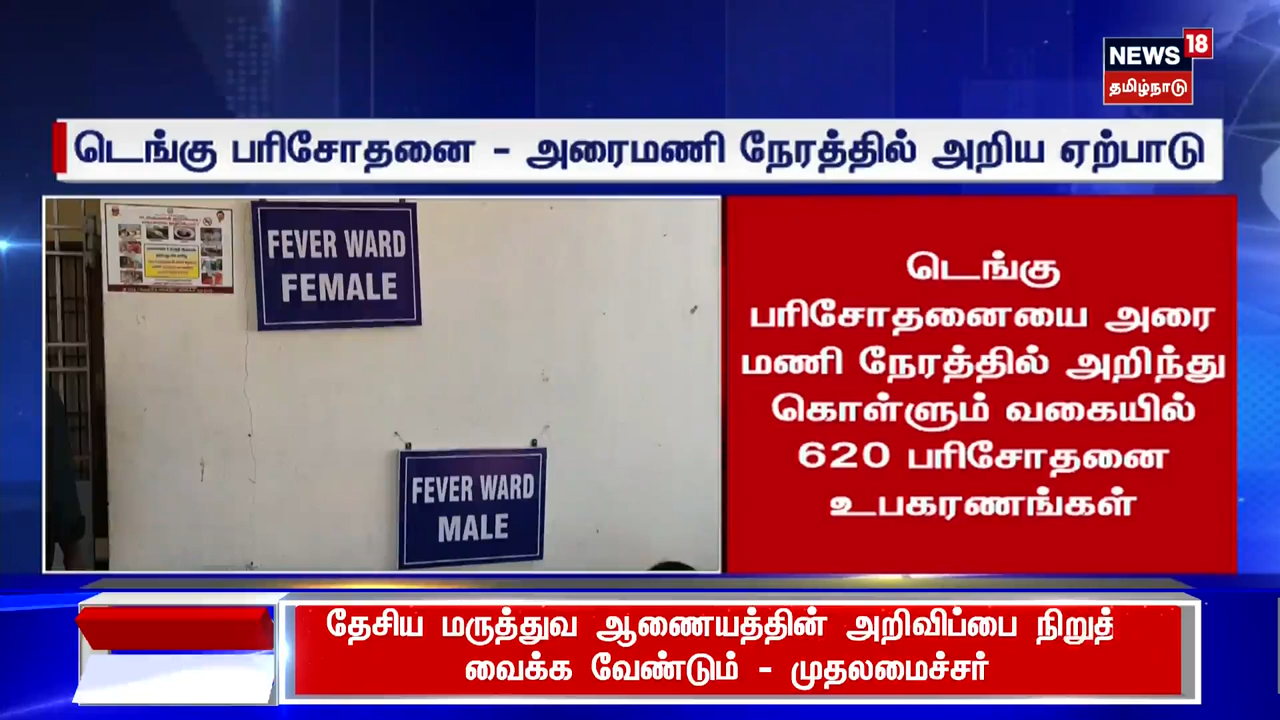 NEWS 18
தமிழ்நாடு
டெங்கு பரிசோதனை - அரைமணி நேரத்தில் அறிய ஏற்பாடு
FEVER WARD
FEMALE
FEVER WARD
MALE
டெங்கு
பரிசோதனையை அரை
மணி நேரத்தில் அறிந்து
கொள்ளும் வகையில்
620 பரிசோதனை
உபகரணங்கள்
தேசிய மருத்துவ ஆணையத்தின் அறிவிப்பை நிறுத்
வைக்க வேண்டும் - முதலமைச்சர்